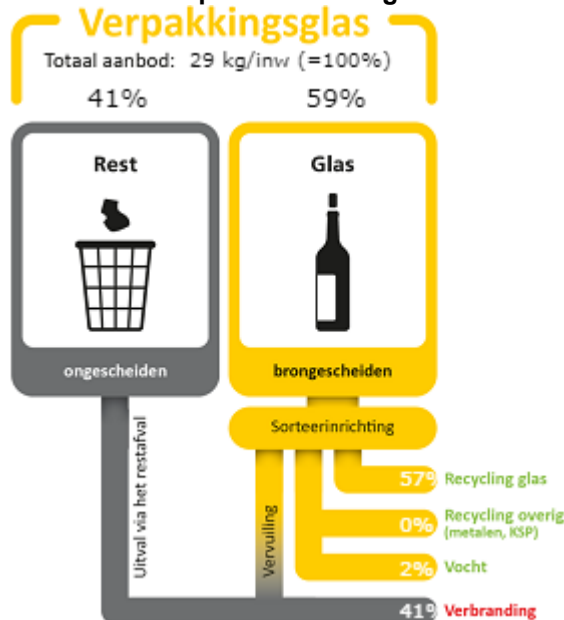 Verpakkingsglas
Totaal aanbod: 29 kg/inw (=100%)
41%
59%
Rest
Glas
ongescheiden
brongescheiden
Sorteerinrichting
Uitval via het restafval
Vervuiling
57% Recycling glas
0% Recycling overig
(metalen, KSP)
2% Vocht
41% Verbranding